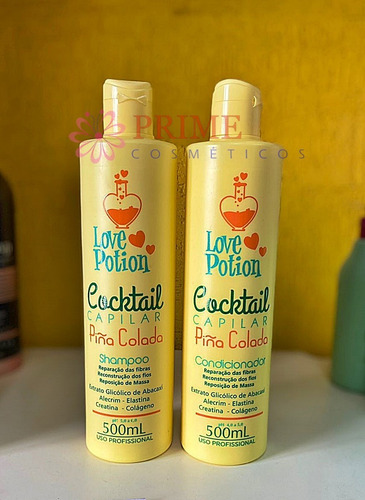 PRIME
COSMÉTICOS
Love
Potion
Cocktail
CAPILAR
Piña Colada
Shampoo
Reparação das fibras
Reconstrução dos fios
Reposição de Massa
Extrato Glicólico de Abacaxi
Alecrim - Elastina
Creatina - Colágeno
500mL
USO PROFISSIONAL
Love
Potion
Cocktail
CAPILAR
Piña Colada
Condicionador
Reparação das fibras
Reconstrução dos fios
Reposição de Massa
Extrato Glicólico de Abacaxi
Alecrim - Elastina
Creatina - Colágeno
500mL
USO PROFISSIONAL